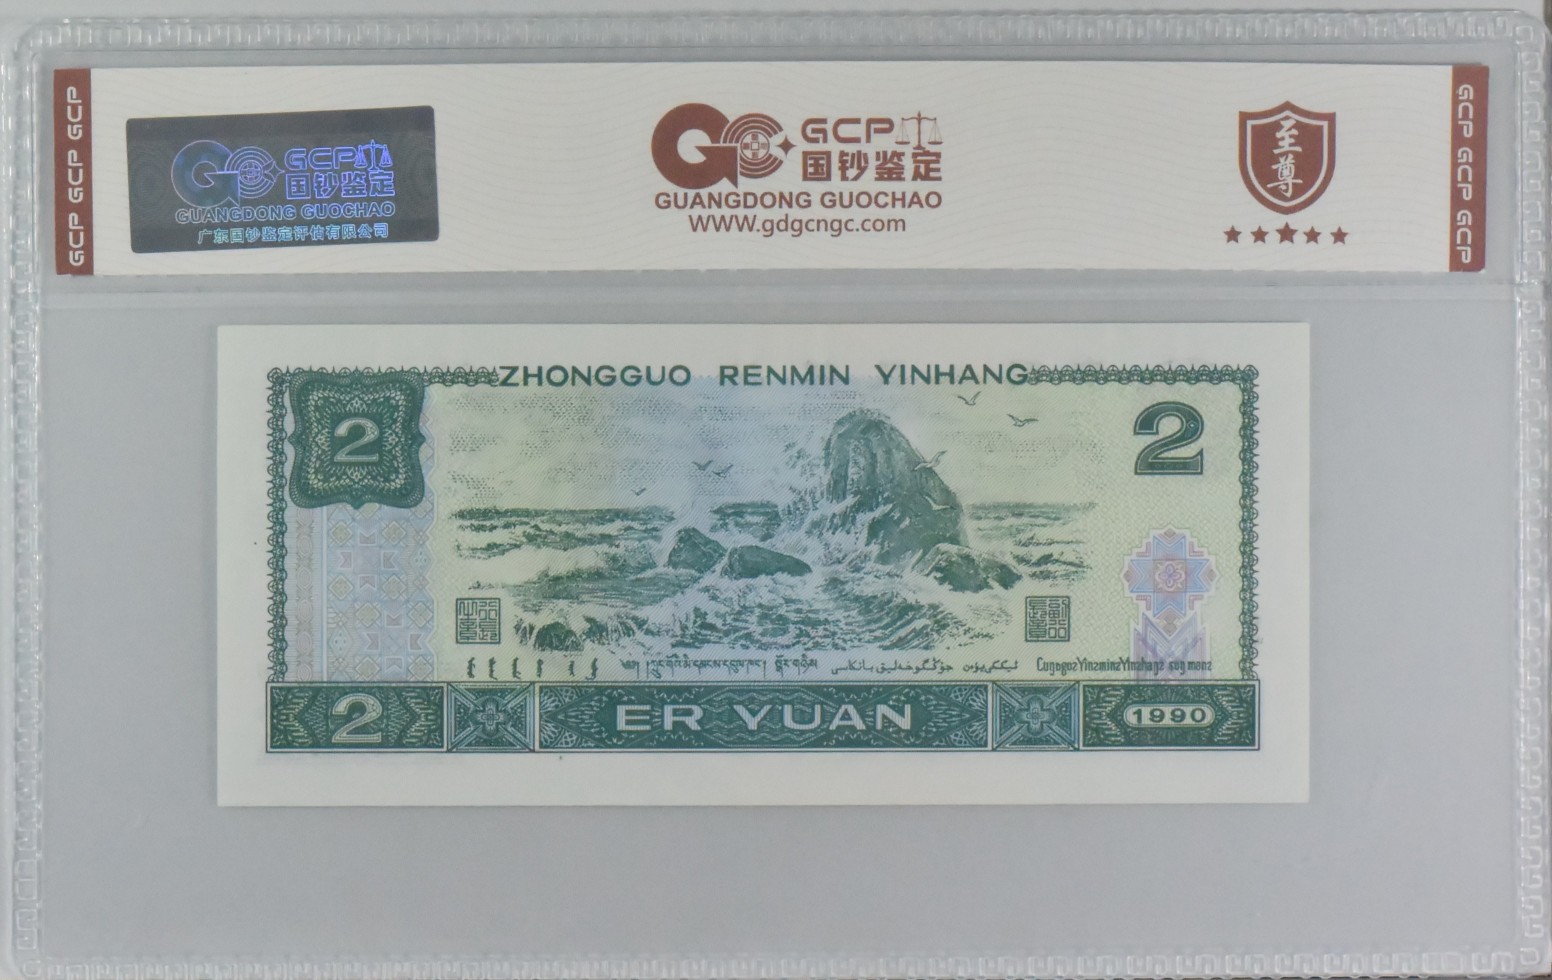 GCP GCP GCP
GCP
国钞鉴定
GUANGDONG GUOCHAO
广东国钞鉴定评估有限公司
GCP
国钞鉴定
GUANGDONG GUOCHAO
WWW.gdgcngc.com
至尊
GCP GCP GCP
ZHONGGUO RENMIN YINHANG
2
2
2
ER YUAN
1990